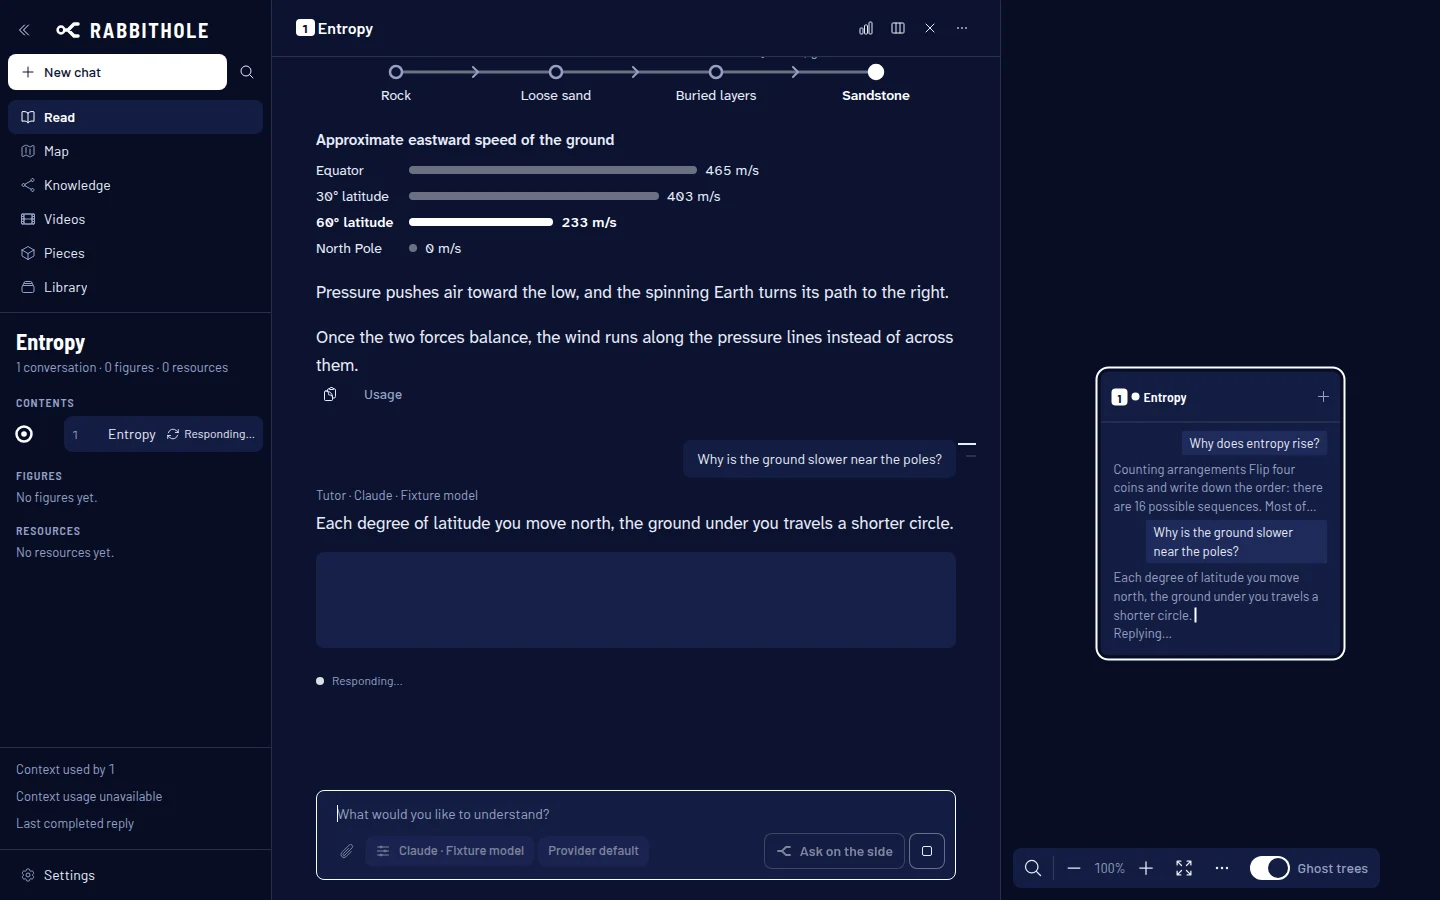 RABBITHOLE
New chat
Read
Map
Knowledge
Videos
Pieces
Library
Entropy
1 conversation · 0 figures · 0 resources
CONTENTS
1 Entropy Responding...
FIGURES
No figures yet.
RESOURCES
No resources yet.
Context used by 1
Context usage unavailable
Last completed reply
Settings
1 Entropy
Rock Loose sand Buried layers Sandstone
Approximate eastward speed of the ground
Equator 465 m/s
30° latitude 403 m/s
60° latitude 233 m/s
North Pole 0 m/s
Pressure pushes air toward the low, and the spinning Earth turns its path to the right.
Once the two forces balance, the wind runs along the pressure lines instead of across
them.
Usage
Why is the ground slower near the poles?
Tutor · Claude · Fixture model
Each degree of latitude you move north, the ground under you travels a shorter circle.
Responding...
What would you like to understand?
Claude · Fixture model Provider default Ask on the side
1 Entropy
Why does entropy rise?
Counting arrangements Flip four
coins and write down the order: there
are 16 possible sequences. Most of...
Why is the ground slower
near the poles?
Each degree of latitude you move
north, the ground under you travels a
shorter circle.
Replying...
100% Ghost trees